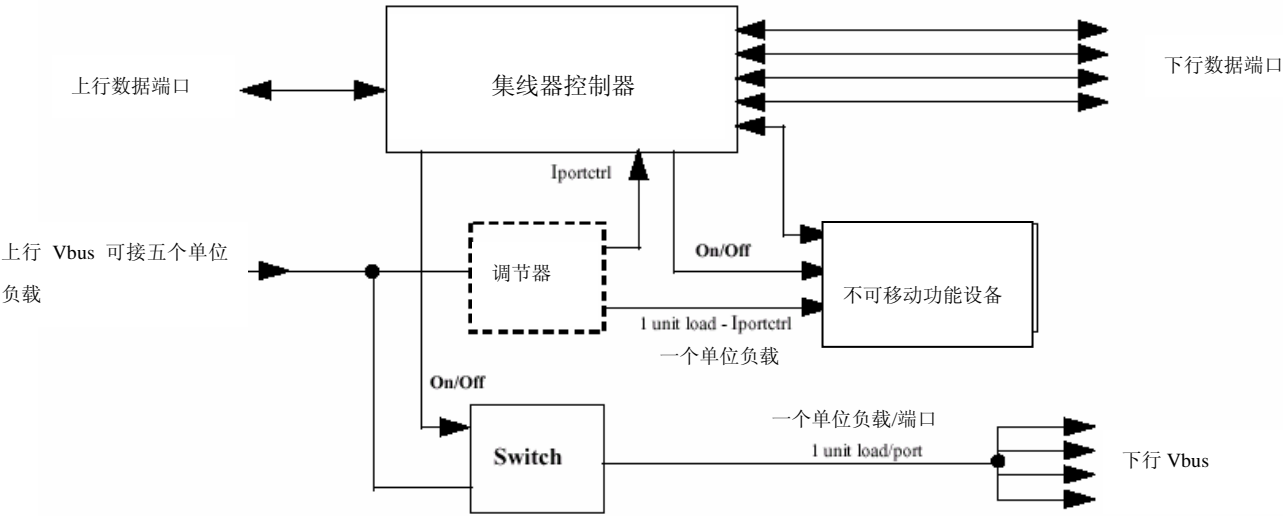 集线器控制器
上行数据端口
下行数据端口
Iportctrl
上行 Vbus 可接五个单位
负载
调节器
On/Off
不可移动功能设备
1 unit load - Iportctrl
一个单位负载
On/Off
Switch
一个单位负载/端口
1 unit load/port
下行 Vbus